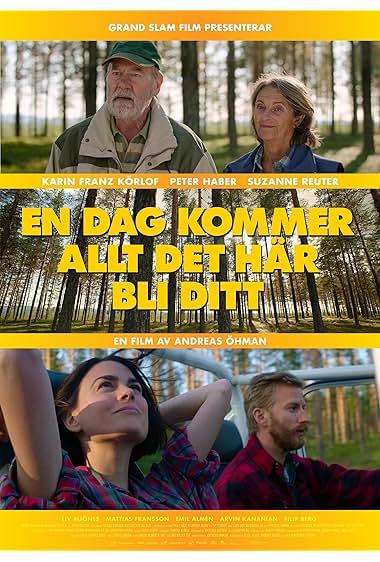 GRAND SLAM FILM PRESENTERAR
KARIN FRANZ KÖRLOF PETER HABER SUZANNE REUTER
EN DAG KOMMER
ALLT DET HÄR
BLI DITT
EN FILM AV ANDREAS ÖHMAN
LIV MJÖNES MATTIAS FRANSSON EMIL ALMÉN ARVIN KANANIAN FILIP BERG